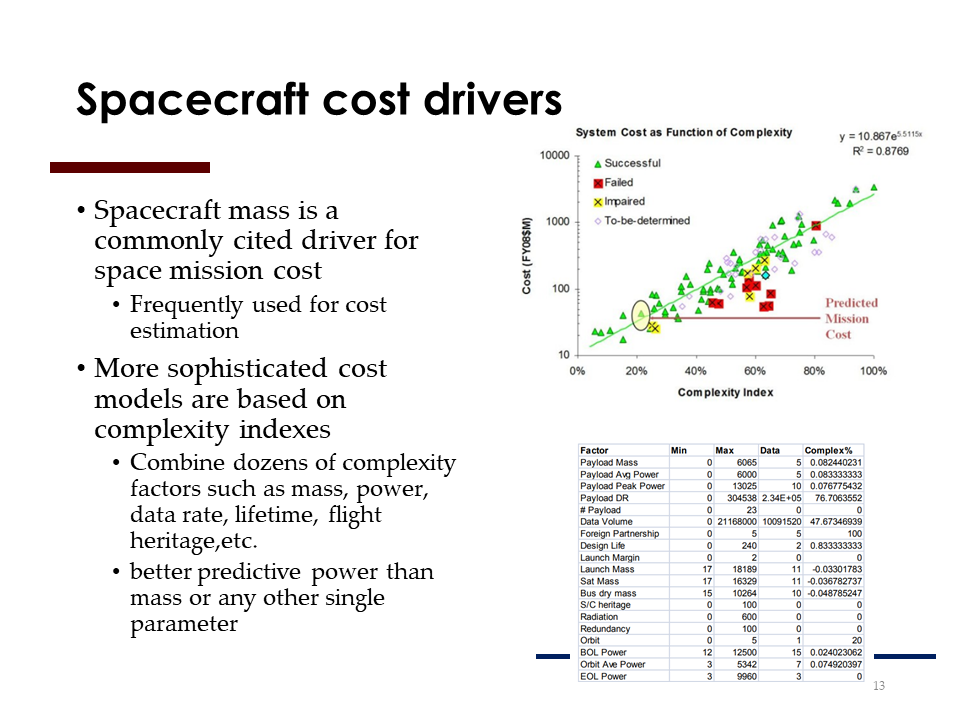 Spacecraft cost drivers
• Spacecraft mass is a
commonly cited driver for
space mission cost
• Frequently used for cost
estimation
• More sophisticated cost
models are based on
complexity indexes
• Combine dozens of complexity
factors such as mass, power,
data rate, lifetime, flight
heritage,etc.
• better predictive power than
mass or any other single
parameter
System Cost as Function of Complexity
y = 10.867e^5.5115x
R² = 0.8769
Successful
Failed
Impaired
To-be-determined
Cost (FY08$M)
10000
1000
100
10
Predicted
Mission
Cost
0% 20% 40% 60% 80% 100%
Complexity Index
Factor Min Max Data Complex%
Payload Mass 0 6065 5 0.082440231
Payload Avg Power 0 6000 5 0.083333333
Payload Peak Power 0 13025 10 0.076775432
Payload DR 0 304538 2.34E+05 76.7063552
# Payload 0 23 0 0
Data Volume 0 21168000 10091520 47.67346939
Foreign Partnership 0 5 5 100
Design Life 0 240 2 0.833333333
Launch Margin 0 2 0 0
Launch Mass 17 18189 11 -0.03301783
Sat Mass 17 16329 11 -0.036782737
Bus dry mass 15 10264 10 -0.048785247
S/C heritage 0 100 0 0
Radiation 0 600 0 0
Redundancy 0 100 0 0
Orbit 0 5 1 20
BOL Power 12 12500 15 0.024023062
Orbit Ave Power 3 5342 7 0.074920397
EOL Power 3 9960 3 0
13